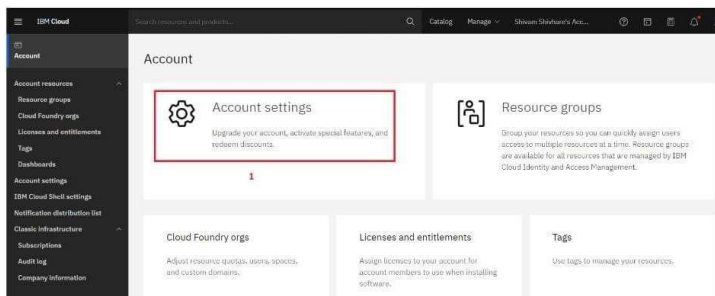 IBM Cloud
Search resources and products...
Catalog
Manage
Shivam Shivhare's Acc...
Account
Account resources
Resource groups
Cloud Foundry orgs
Licenses and entitlements
Tags
Dashboards
Account settings
IBM Cloud Shell settings
Notification distribution list
Classic Infrastructure
Subscriptions
Audit log
Company information
Account
Account settings
Upgrade your account, activate special features, and
redeem discounts.
1
Resource groups
Group your resources so you can quickly assign users
access to multiple resources at a time. Resource groups
are available for all resources that are managed by IBM
Cloud Identity and Access Management.
Cloud Foundry orgs
Adjust resource quotas, users, spaces,
and custom domains.
Licenses and entitlements
Assign licenses to your account for
account members to use when installing
software.
Tags
Use tags to manage your resources.